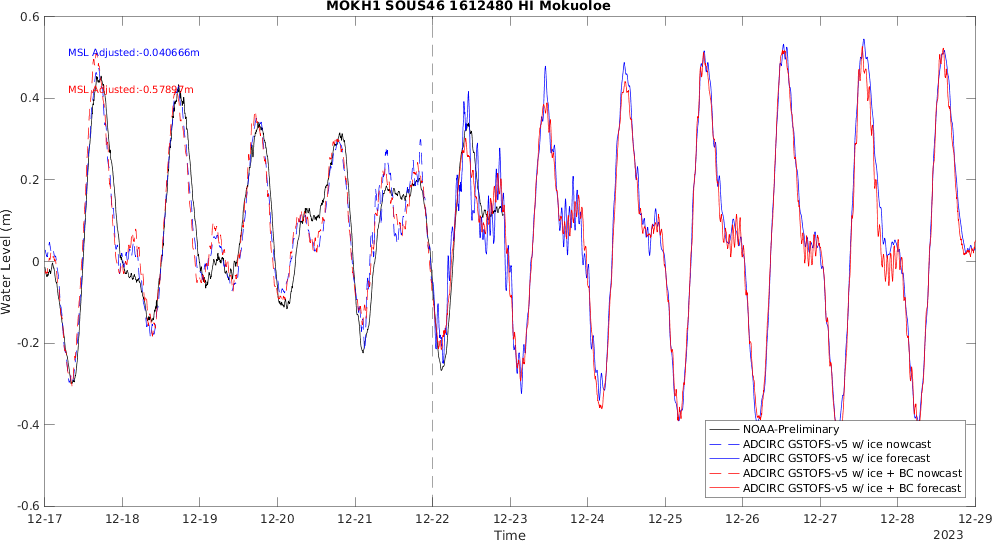 MOKH1 SOUS46 1612480 HI Mokuoloe
0.6
MSL Adjusted:-0.040666m
MSL Adjusted:-0.57897m
0.4
0.2
0
-0.2
-0.4
-0.6
Water Level (m)
NOAA-Preliminary
ADCIRC GSTOFS-v5 w/ ice nowcast
ADCIRC GSTOFS-v5 w/ ice forecast
ADCIRC GSTOFS-v5 w/ ice + BC nowcast
ADCIRC GSTOFS-v5 w/ ice + BC forecast
12-17 12-18 12-19 12-20 12-21 12-22 12-23 12-24 12-25 12-26 12-27 12-28 12-29
Time
2023